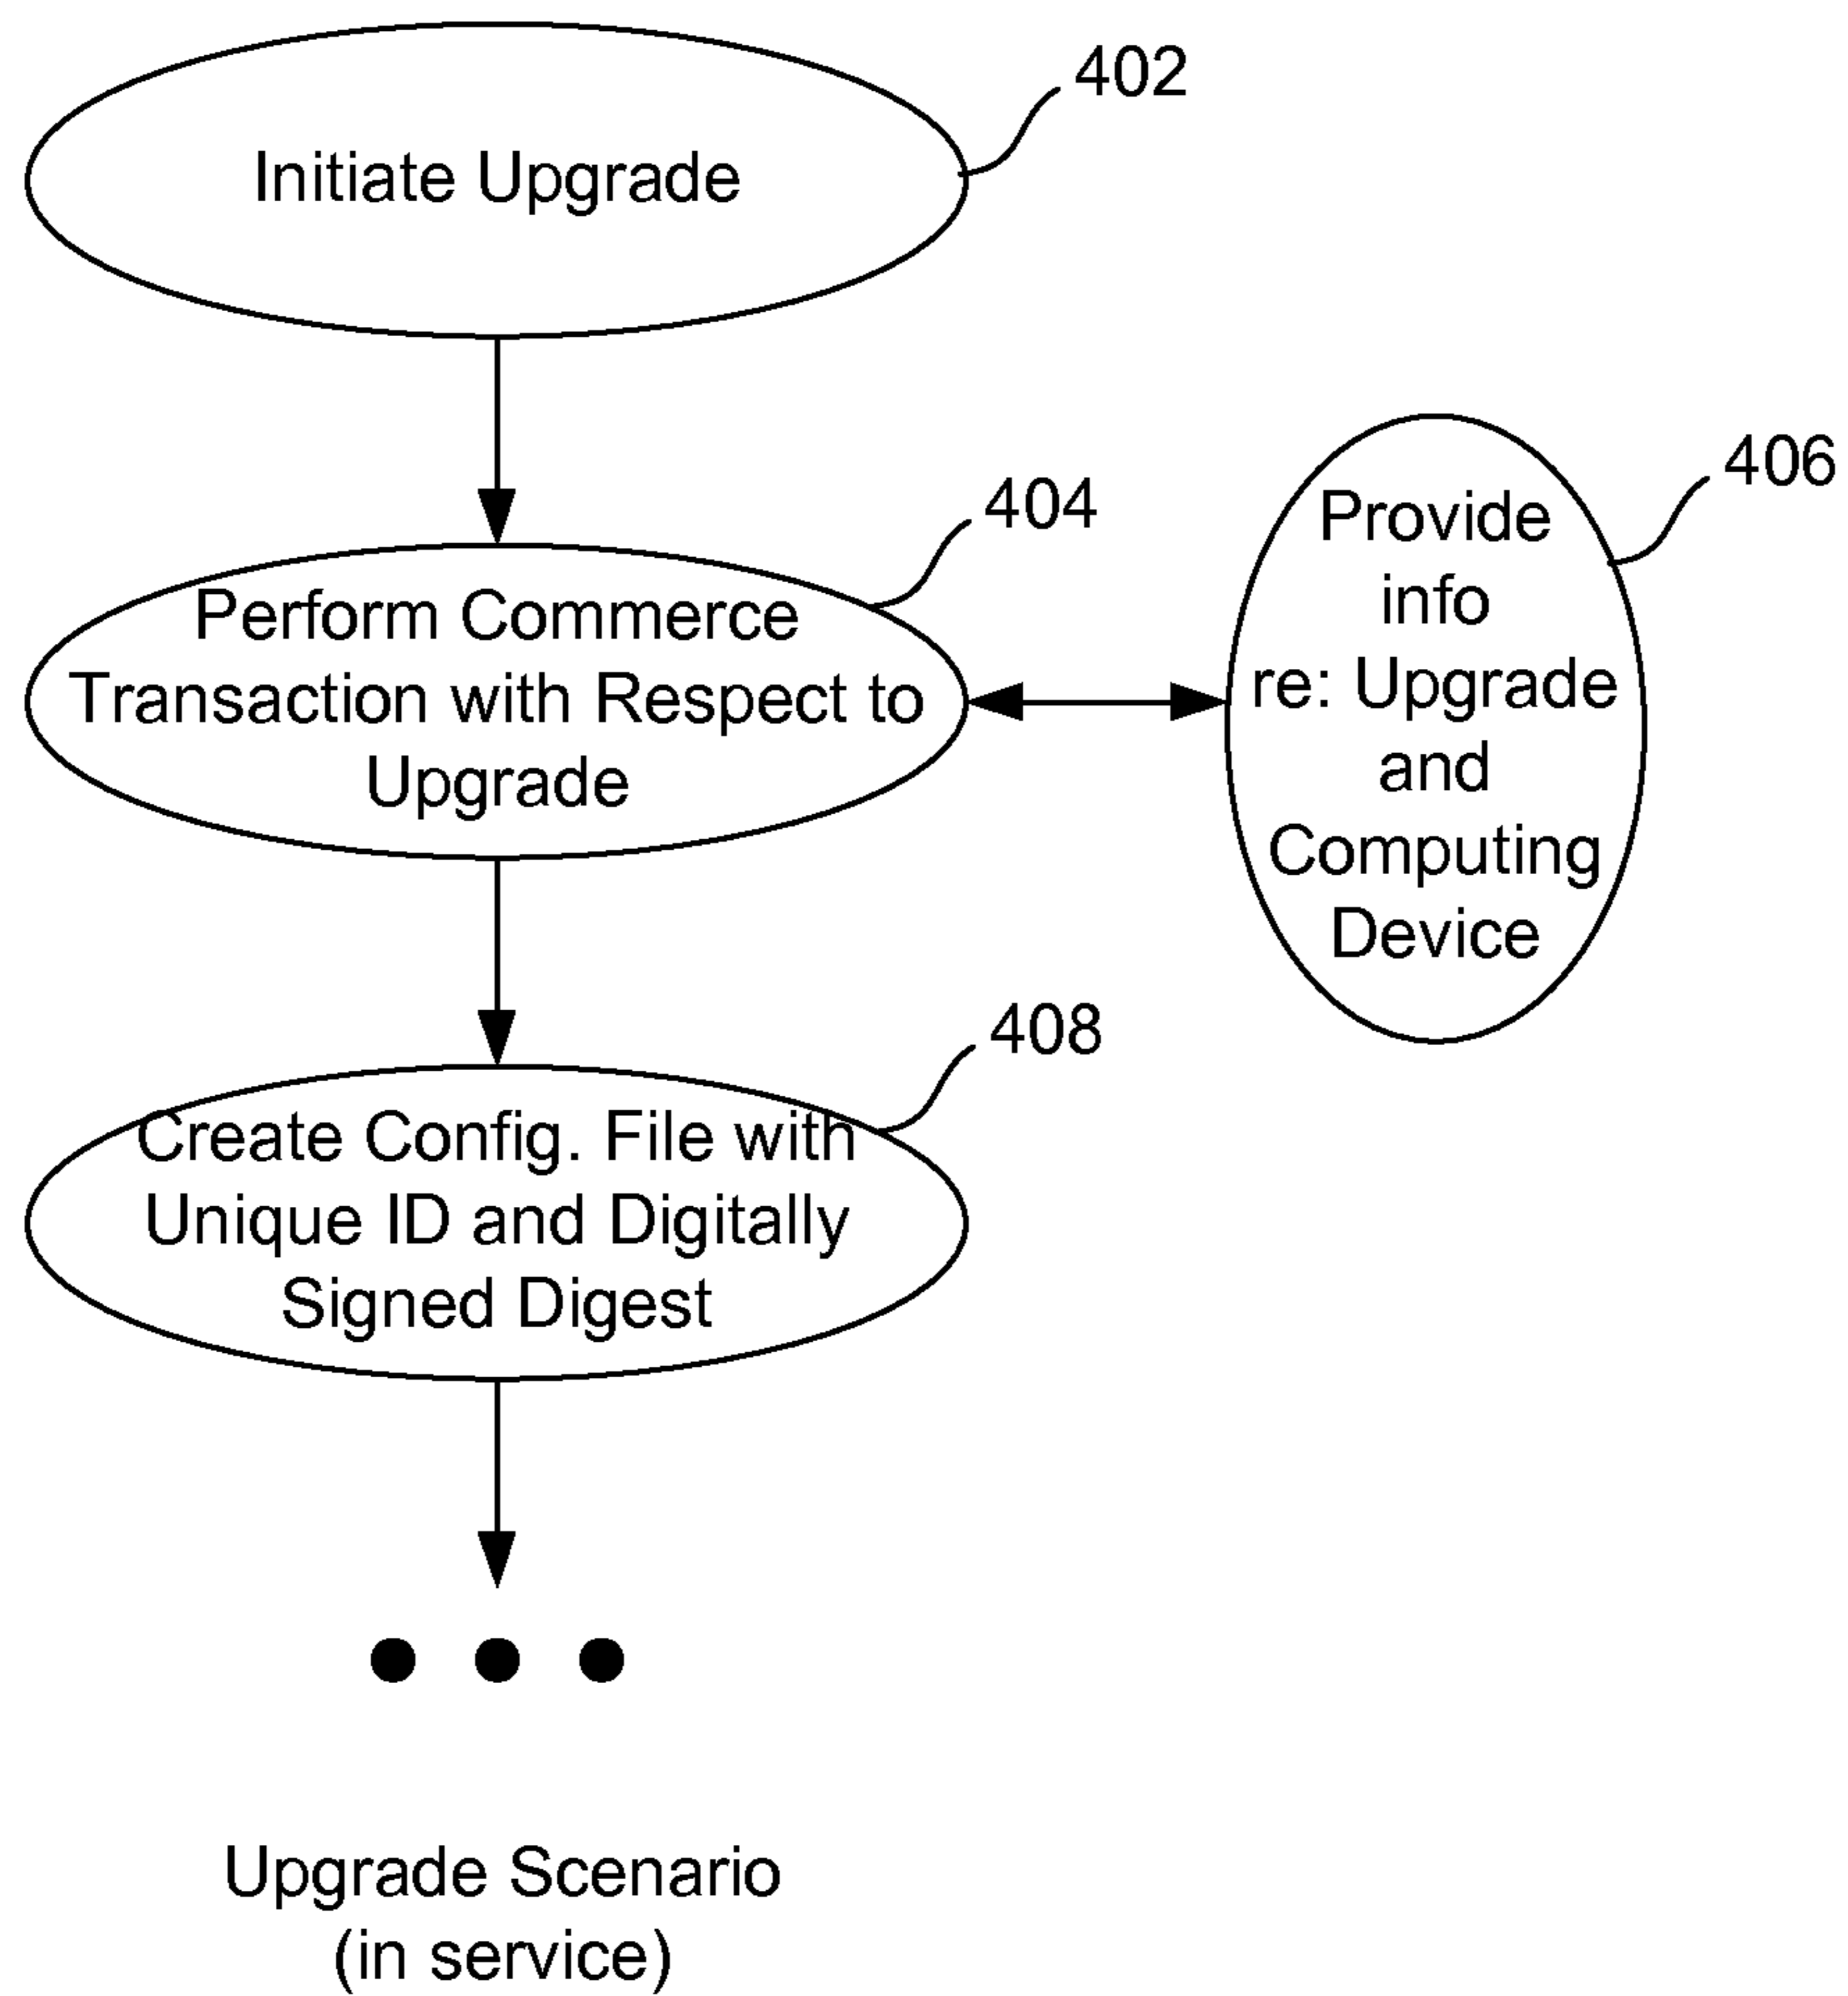 402
Initiate Upgrade
404
Perform Commerce
Transaction with Respect to
Upgrade
406
Provide
info
re: Upgrade
and
Computing
Device
408
Create Config. File with
Unique ID and Digitally
Signed Digest
Upgrade Scenario
(in service)